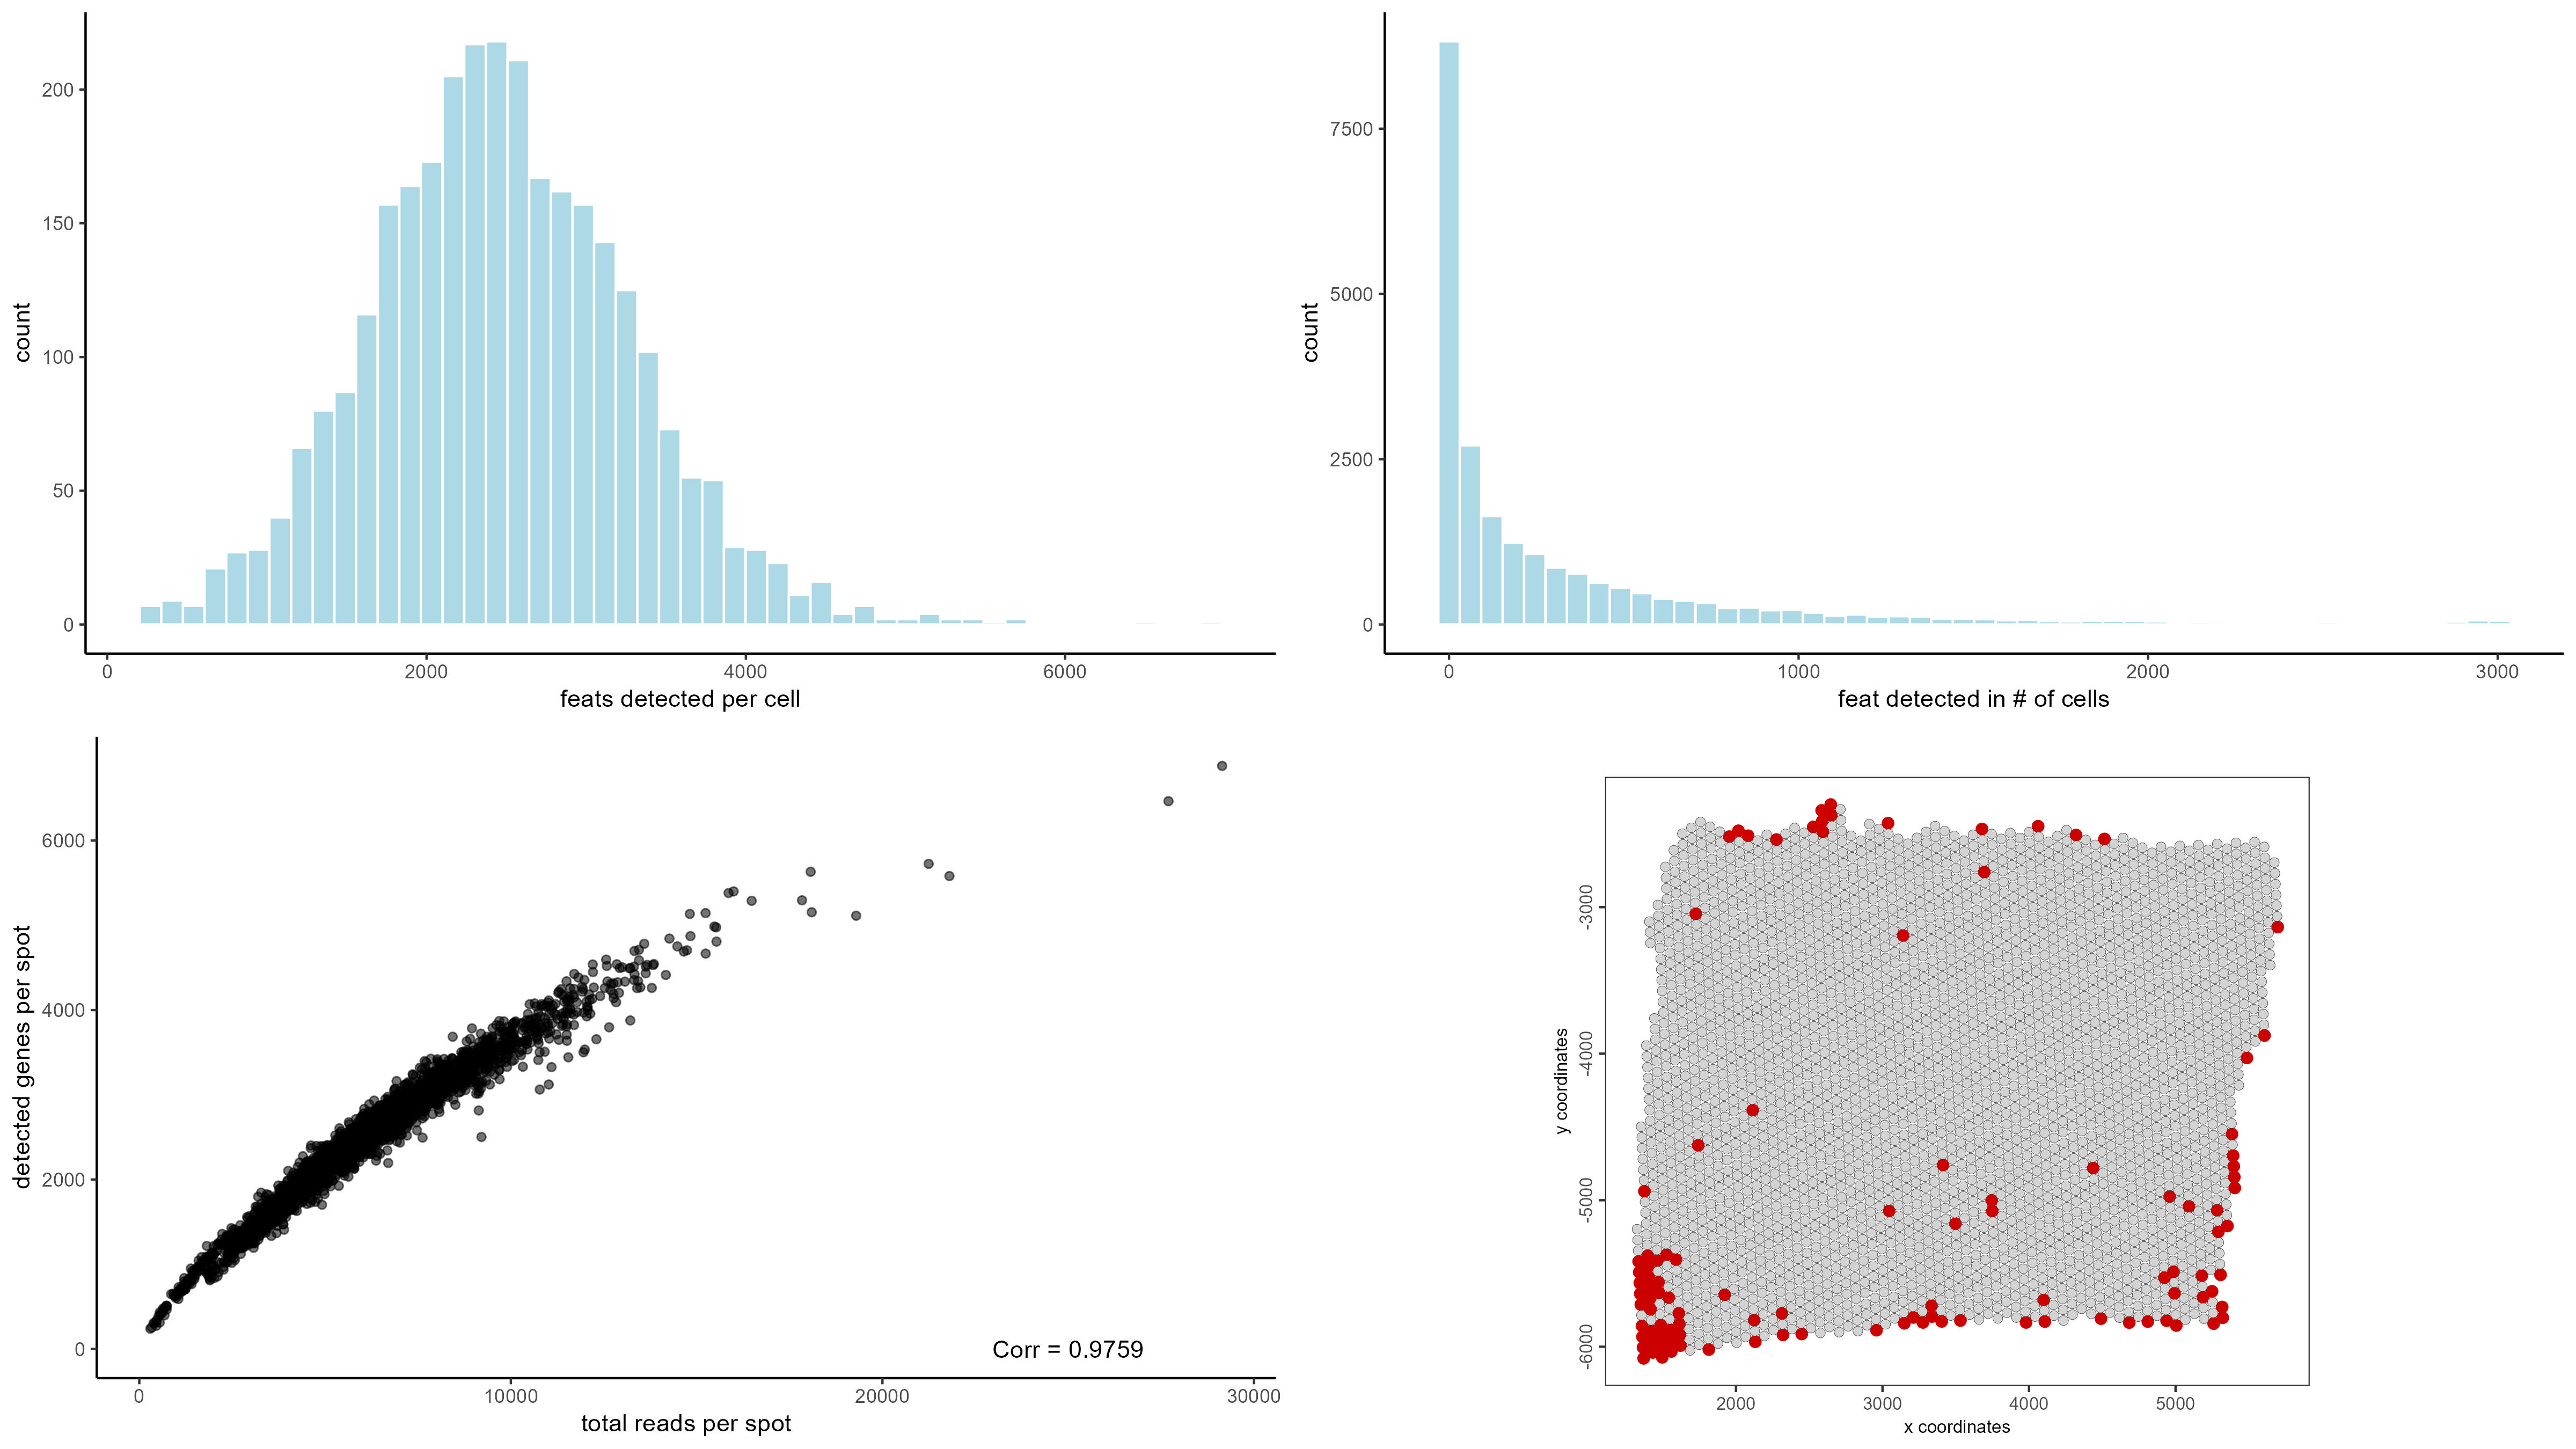 200
150
100
50
0
count
0 2000 4000 6000
feats detected per cell
7500
5000
2500
0
count
0 1000 2000 3000
feat detected in # of cells
6000
4000
2000
0
detected genes per spot
Corr = 0.9759
0 10000 20000 30000
total reads per spot
-3000
-4000
-5000
-6000
y coordinates
2000 3000 4000 5000
x coordinates